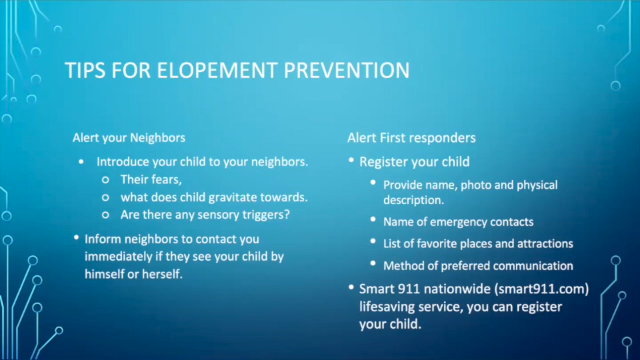 TIPS FOR ELOPEMENT PREVENTION
Alert your Neighbors
• Introduce your child to your neighbors.
o Their fears,
o what does child gravitate towards.
o Are there any sensory triggers?
• Inform neighbors to contact you
immediately if they see your child by
himself or herself.
Alert First responders
• Register your child
• Provide name, photo and physical
description.
• Name of emergency contacts
• List of favorite places and attractions
• Method of preferred communication
• Smart 911 nationwide (smart911.com)
lifesaving service, you can register
your child.